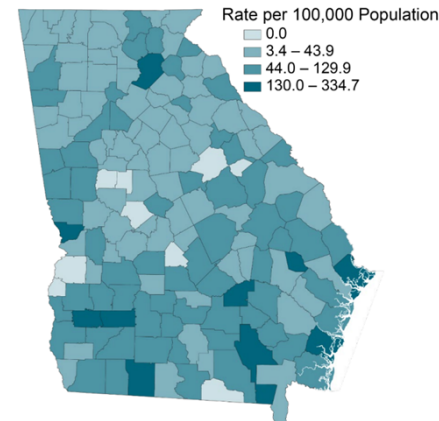 Rate per 100,000 Population
0.0
3.4 – 43.9
44.0 – 129.9
130.0 – 334.7